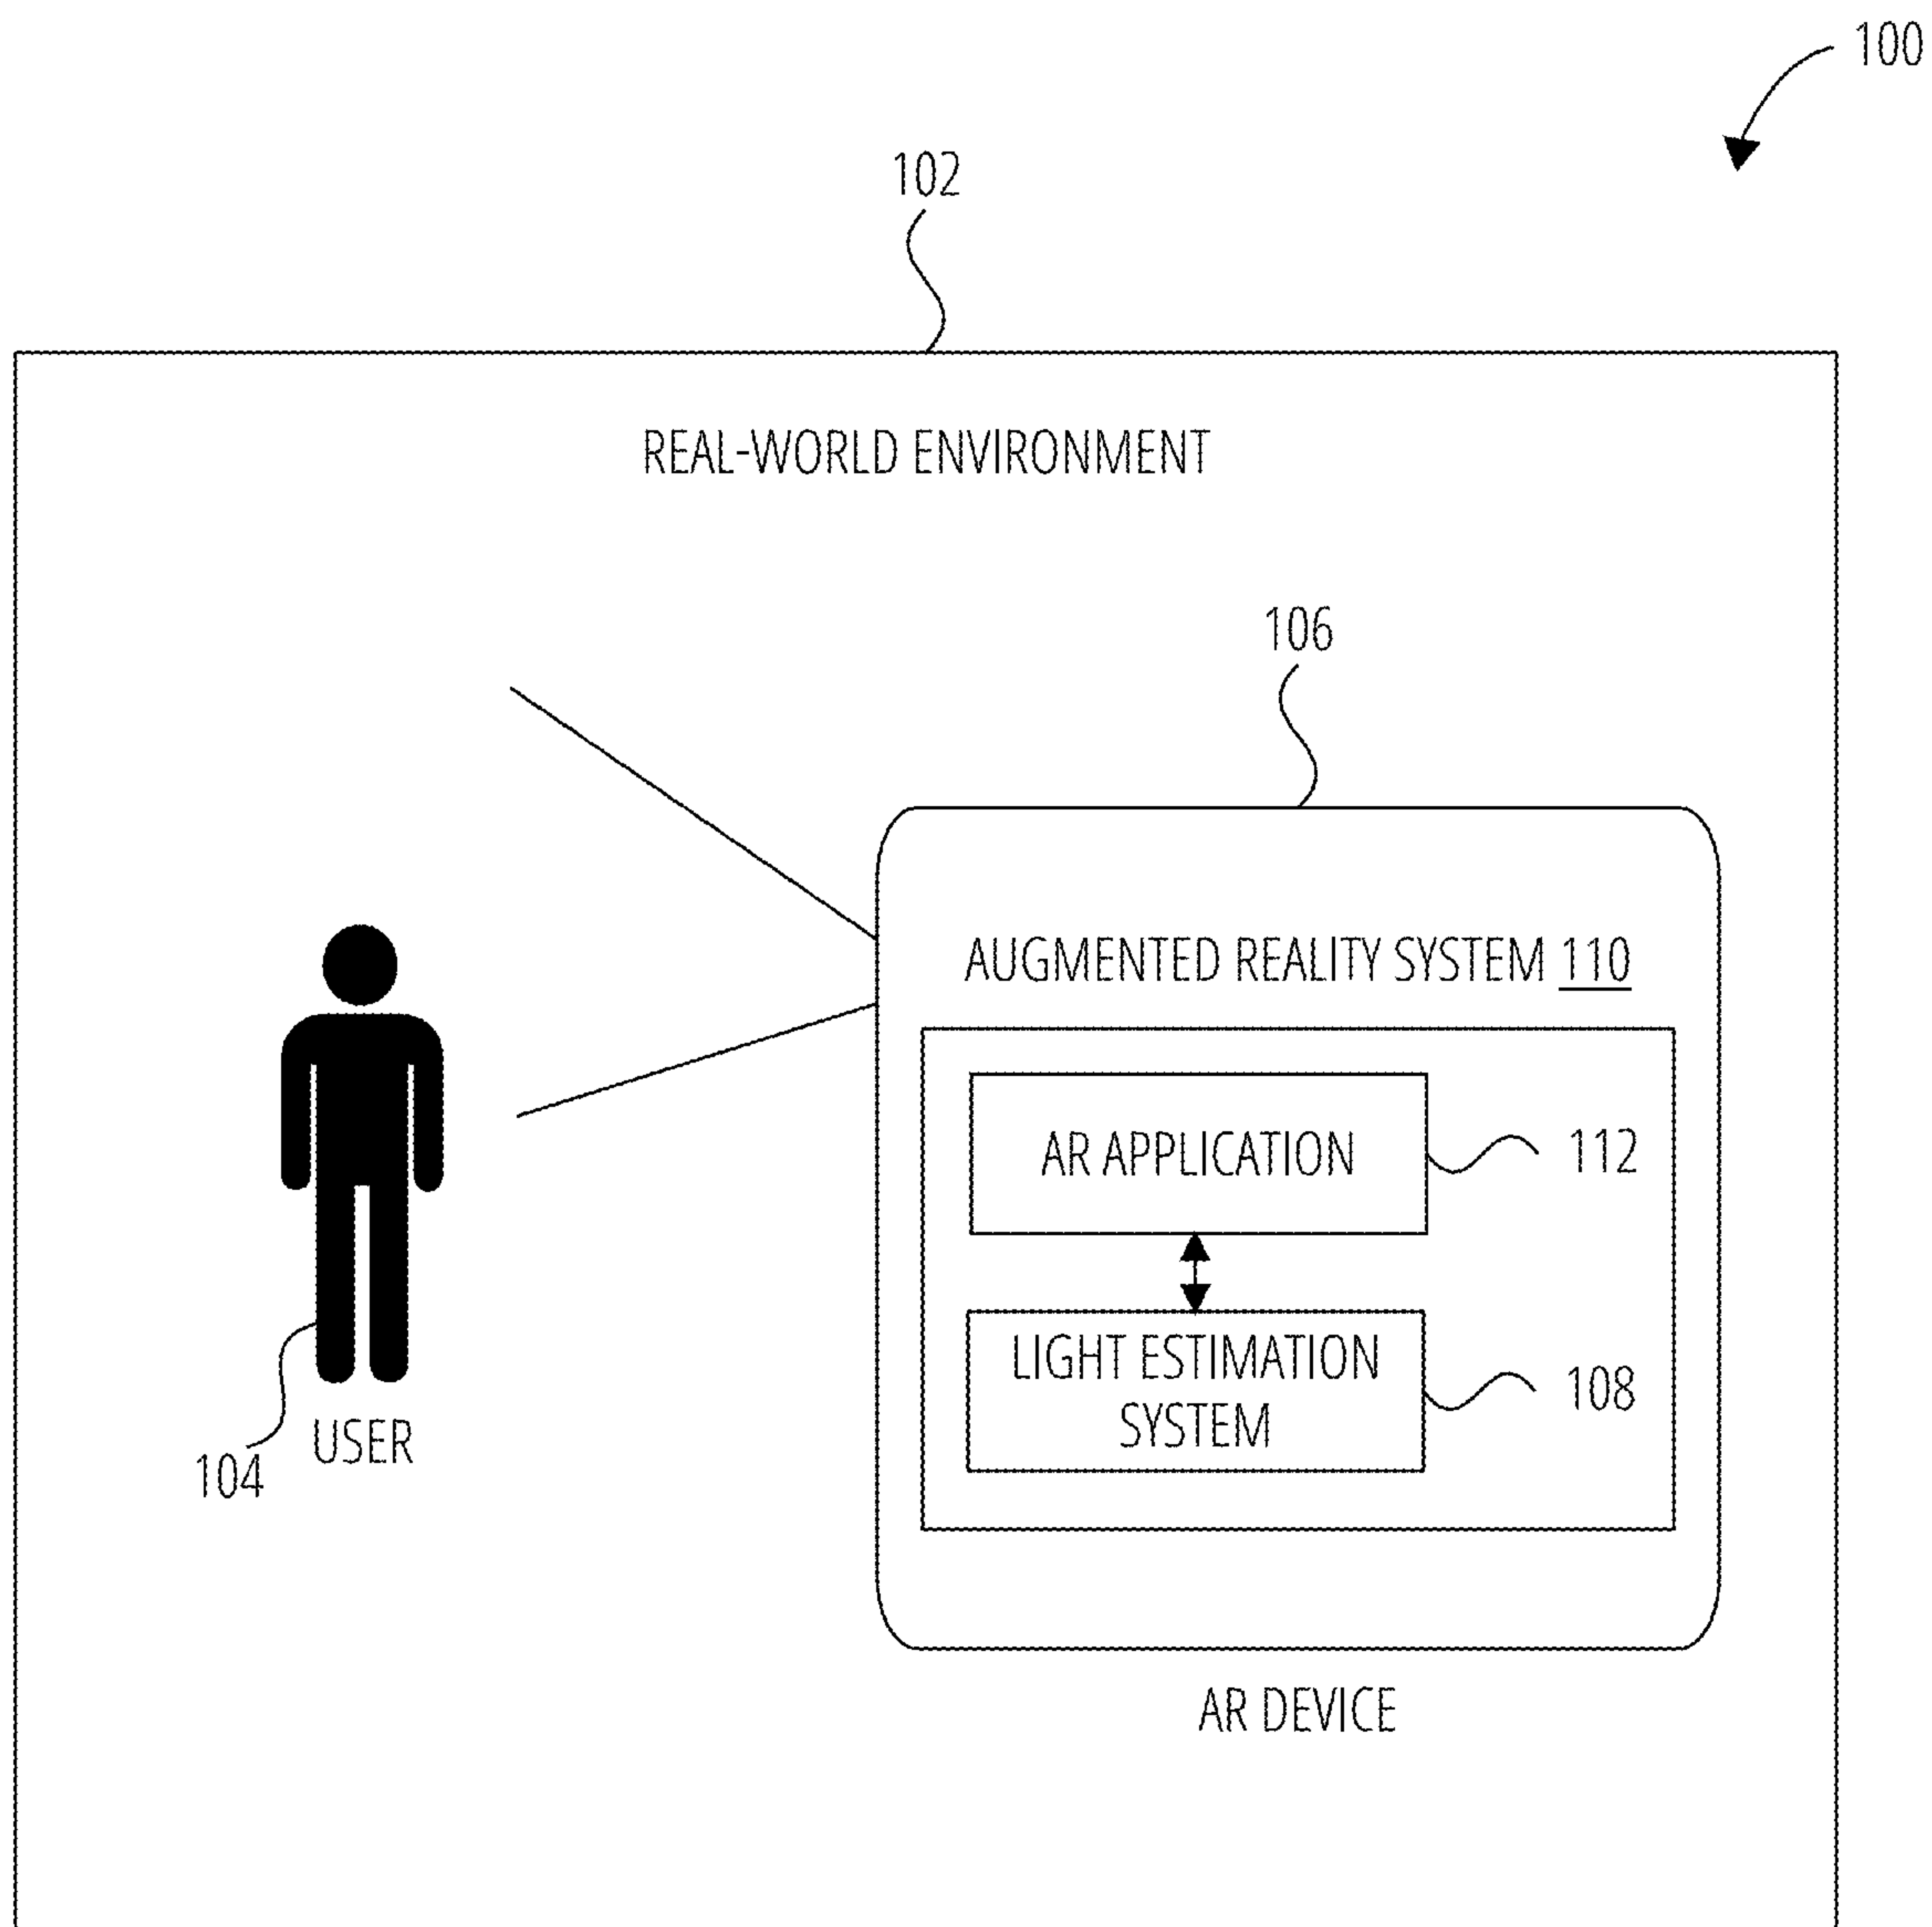 100
102
REAL-WORLD ENVIRONMENT
106
AUGMENTED REALITY SYSTEM 110
AR APPLICATION
112
LIGHT ESTIMATION
SYSTEM
108
USER
104
AR DEVICE